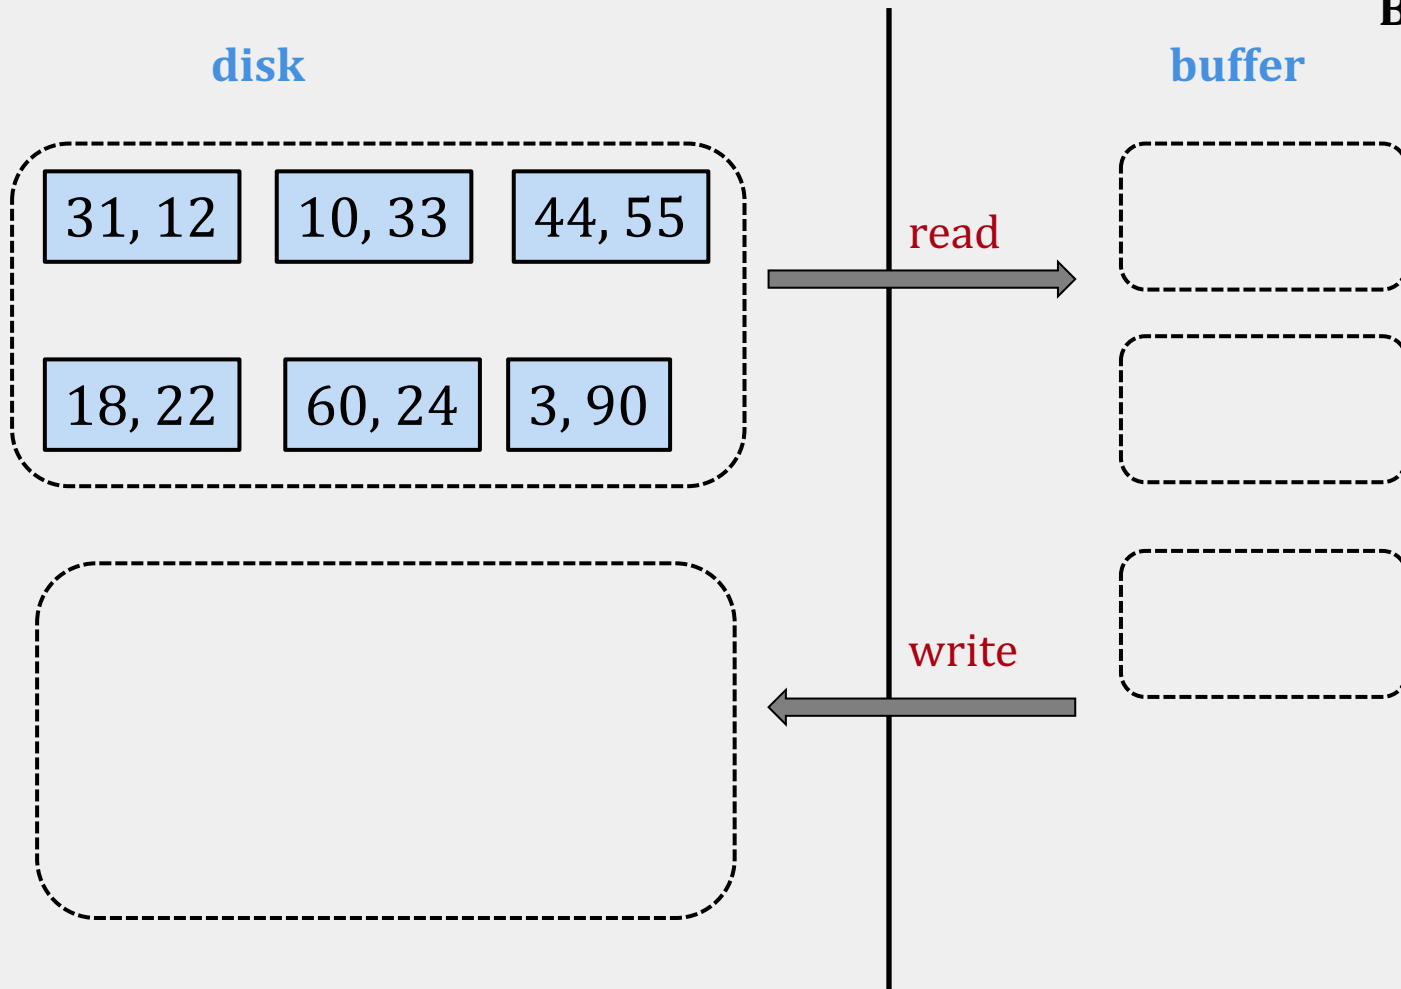 B
disk
buffer
31, 12
10, 33
44, 55
read
18, 22
60, 24
3, 90
write